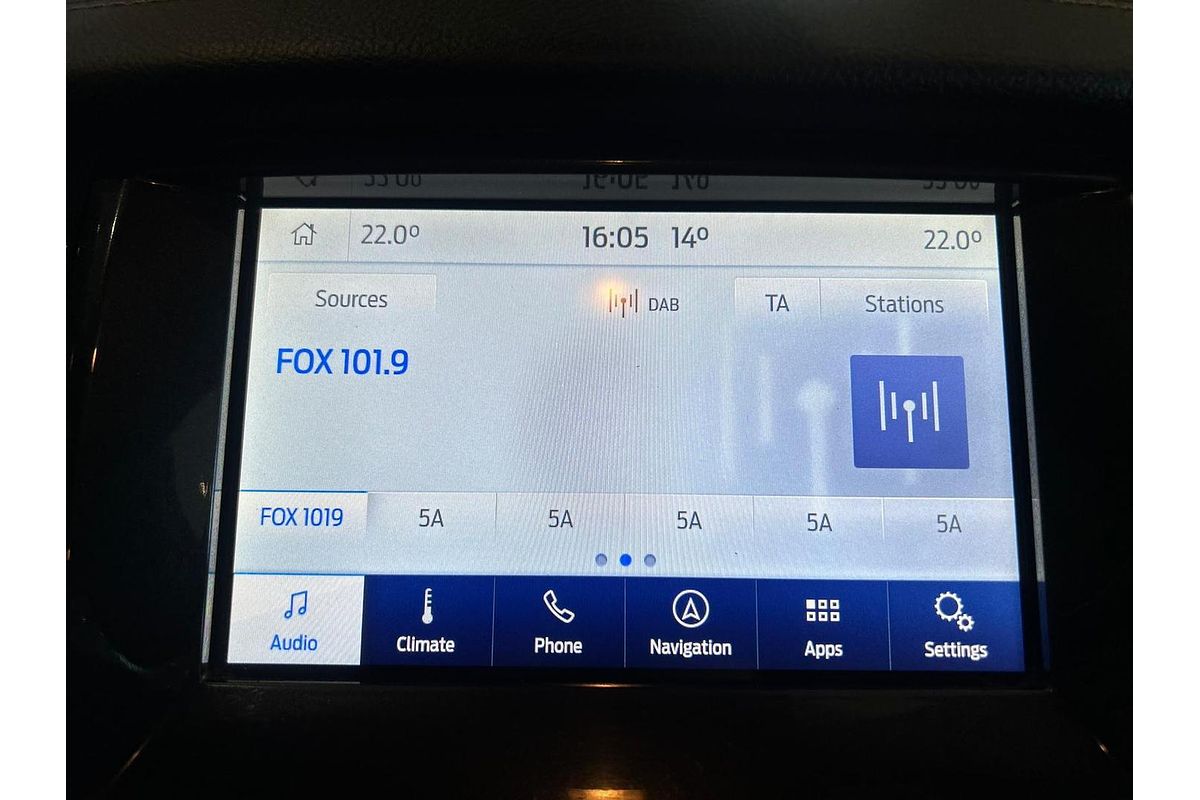 22.0° 16:05 14° 22.0°
Sources DAB TA Stations
FOX 101.9
FOX 1019 5A 5A 5A 5A 5A
Audio Climate Phone Navigation Apps Settings